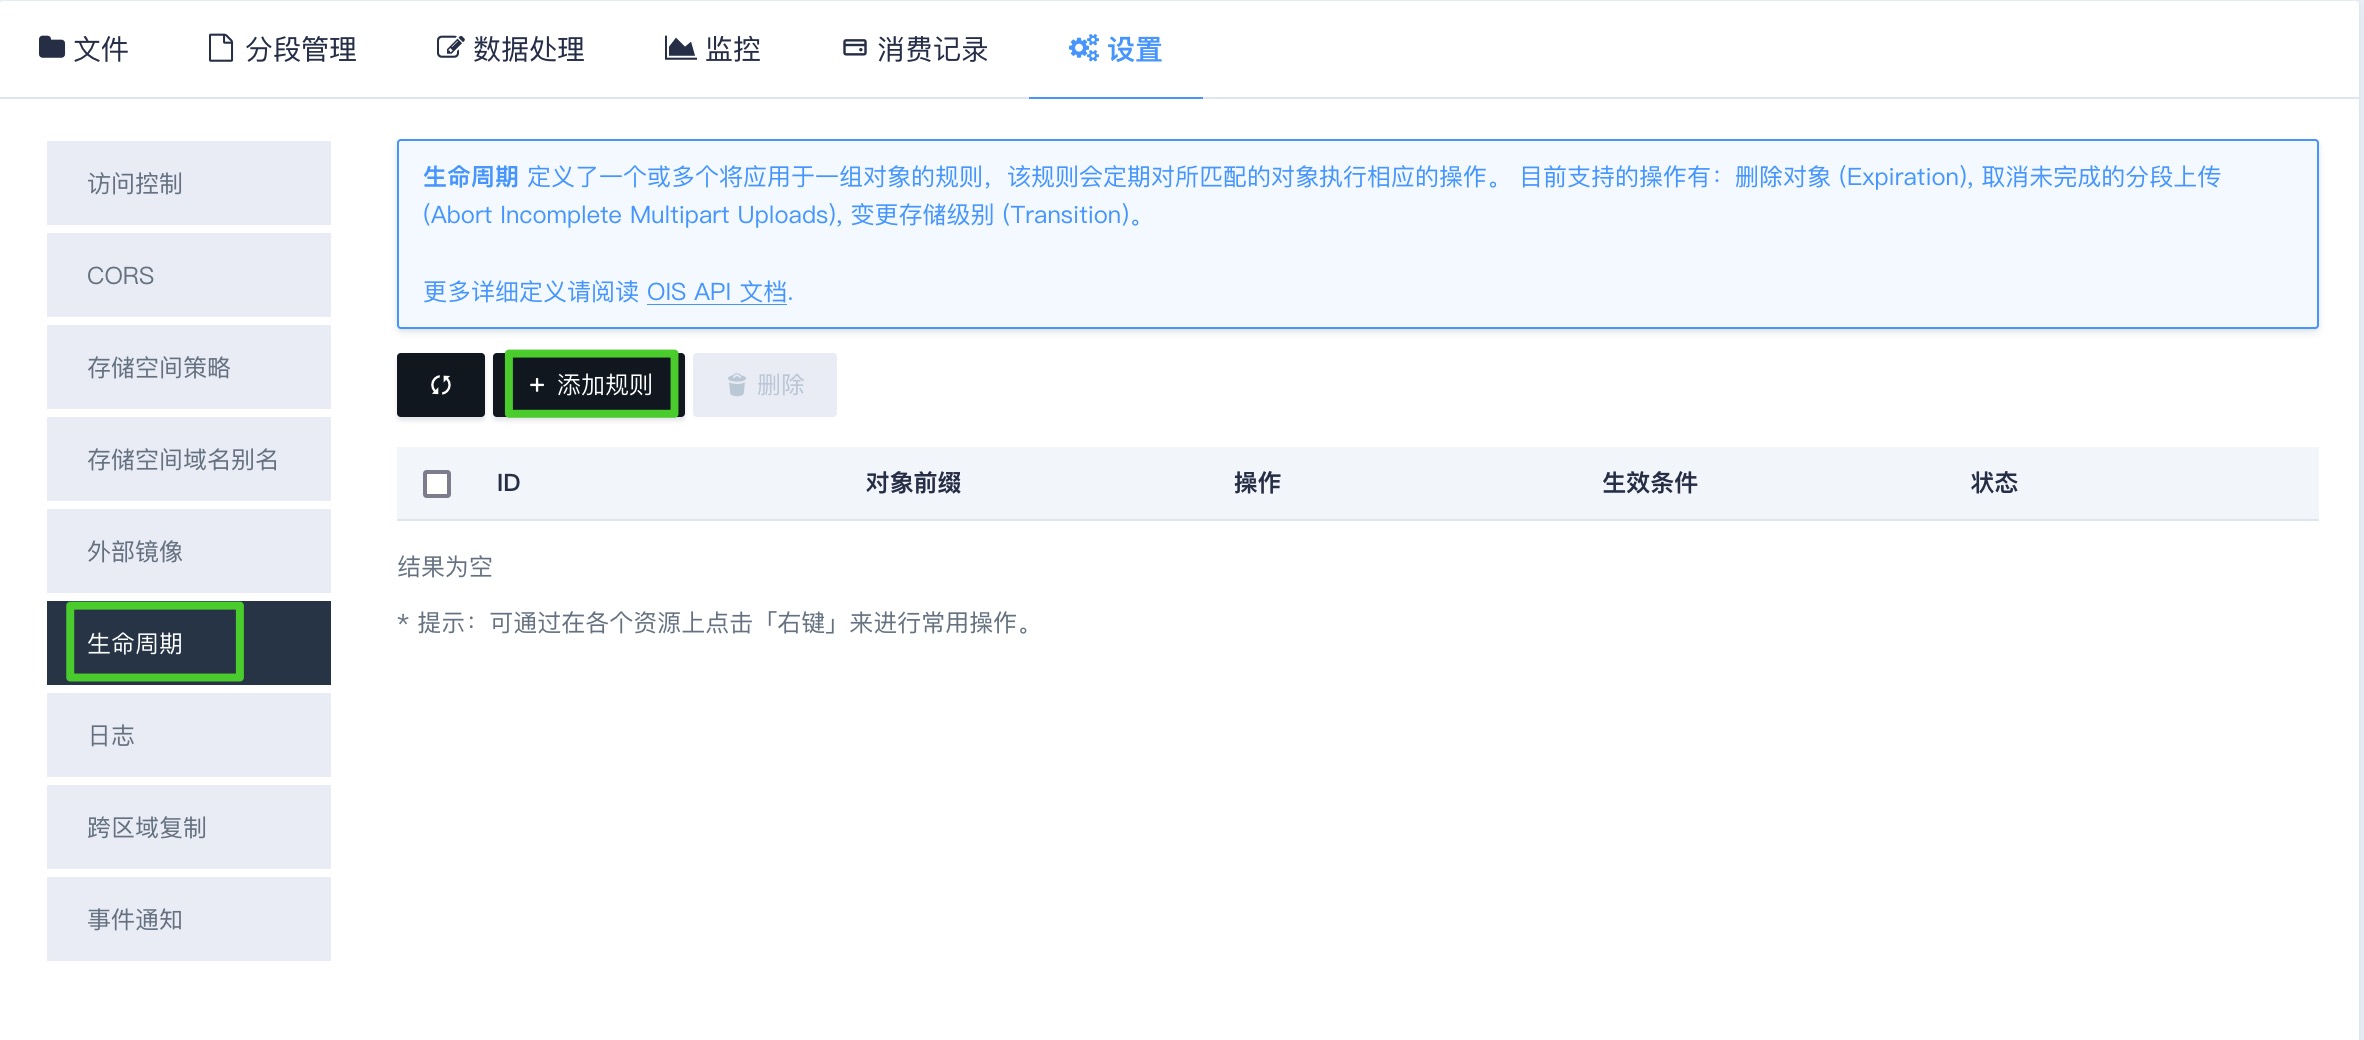 文件 分段管理 数据处理 监控 消费记录 设置
访问控制
CORS
存储空间策略
存储空间域名别名
外部镜像
生命周期
日志
跨区域复制
事件通知
生命周期 定义了一个或多个将应用于一组对象的规则，该规则会定期对所匹配的对象执行相应的操作。 目前支持的操作有：删除对象 (Expiration), 取消未完成的分段上传
(Abort Incomplete Multipart Uploads), 变更存储级别 (Transition)。
更多详细定义请阅读 OIS API 文档.
+ 添加规则 删除
ID 对象前缀 操作 生效条件 状态
结果为空
* 提示：可通过在各个资源上点击「右键」来进行常用操作。